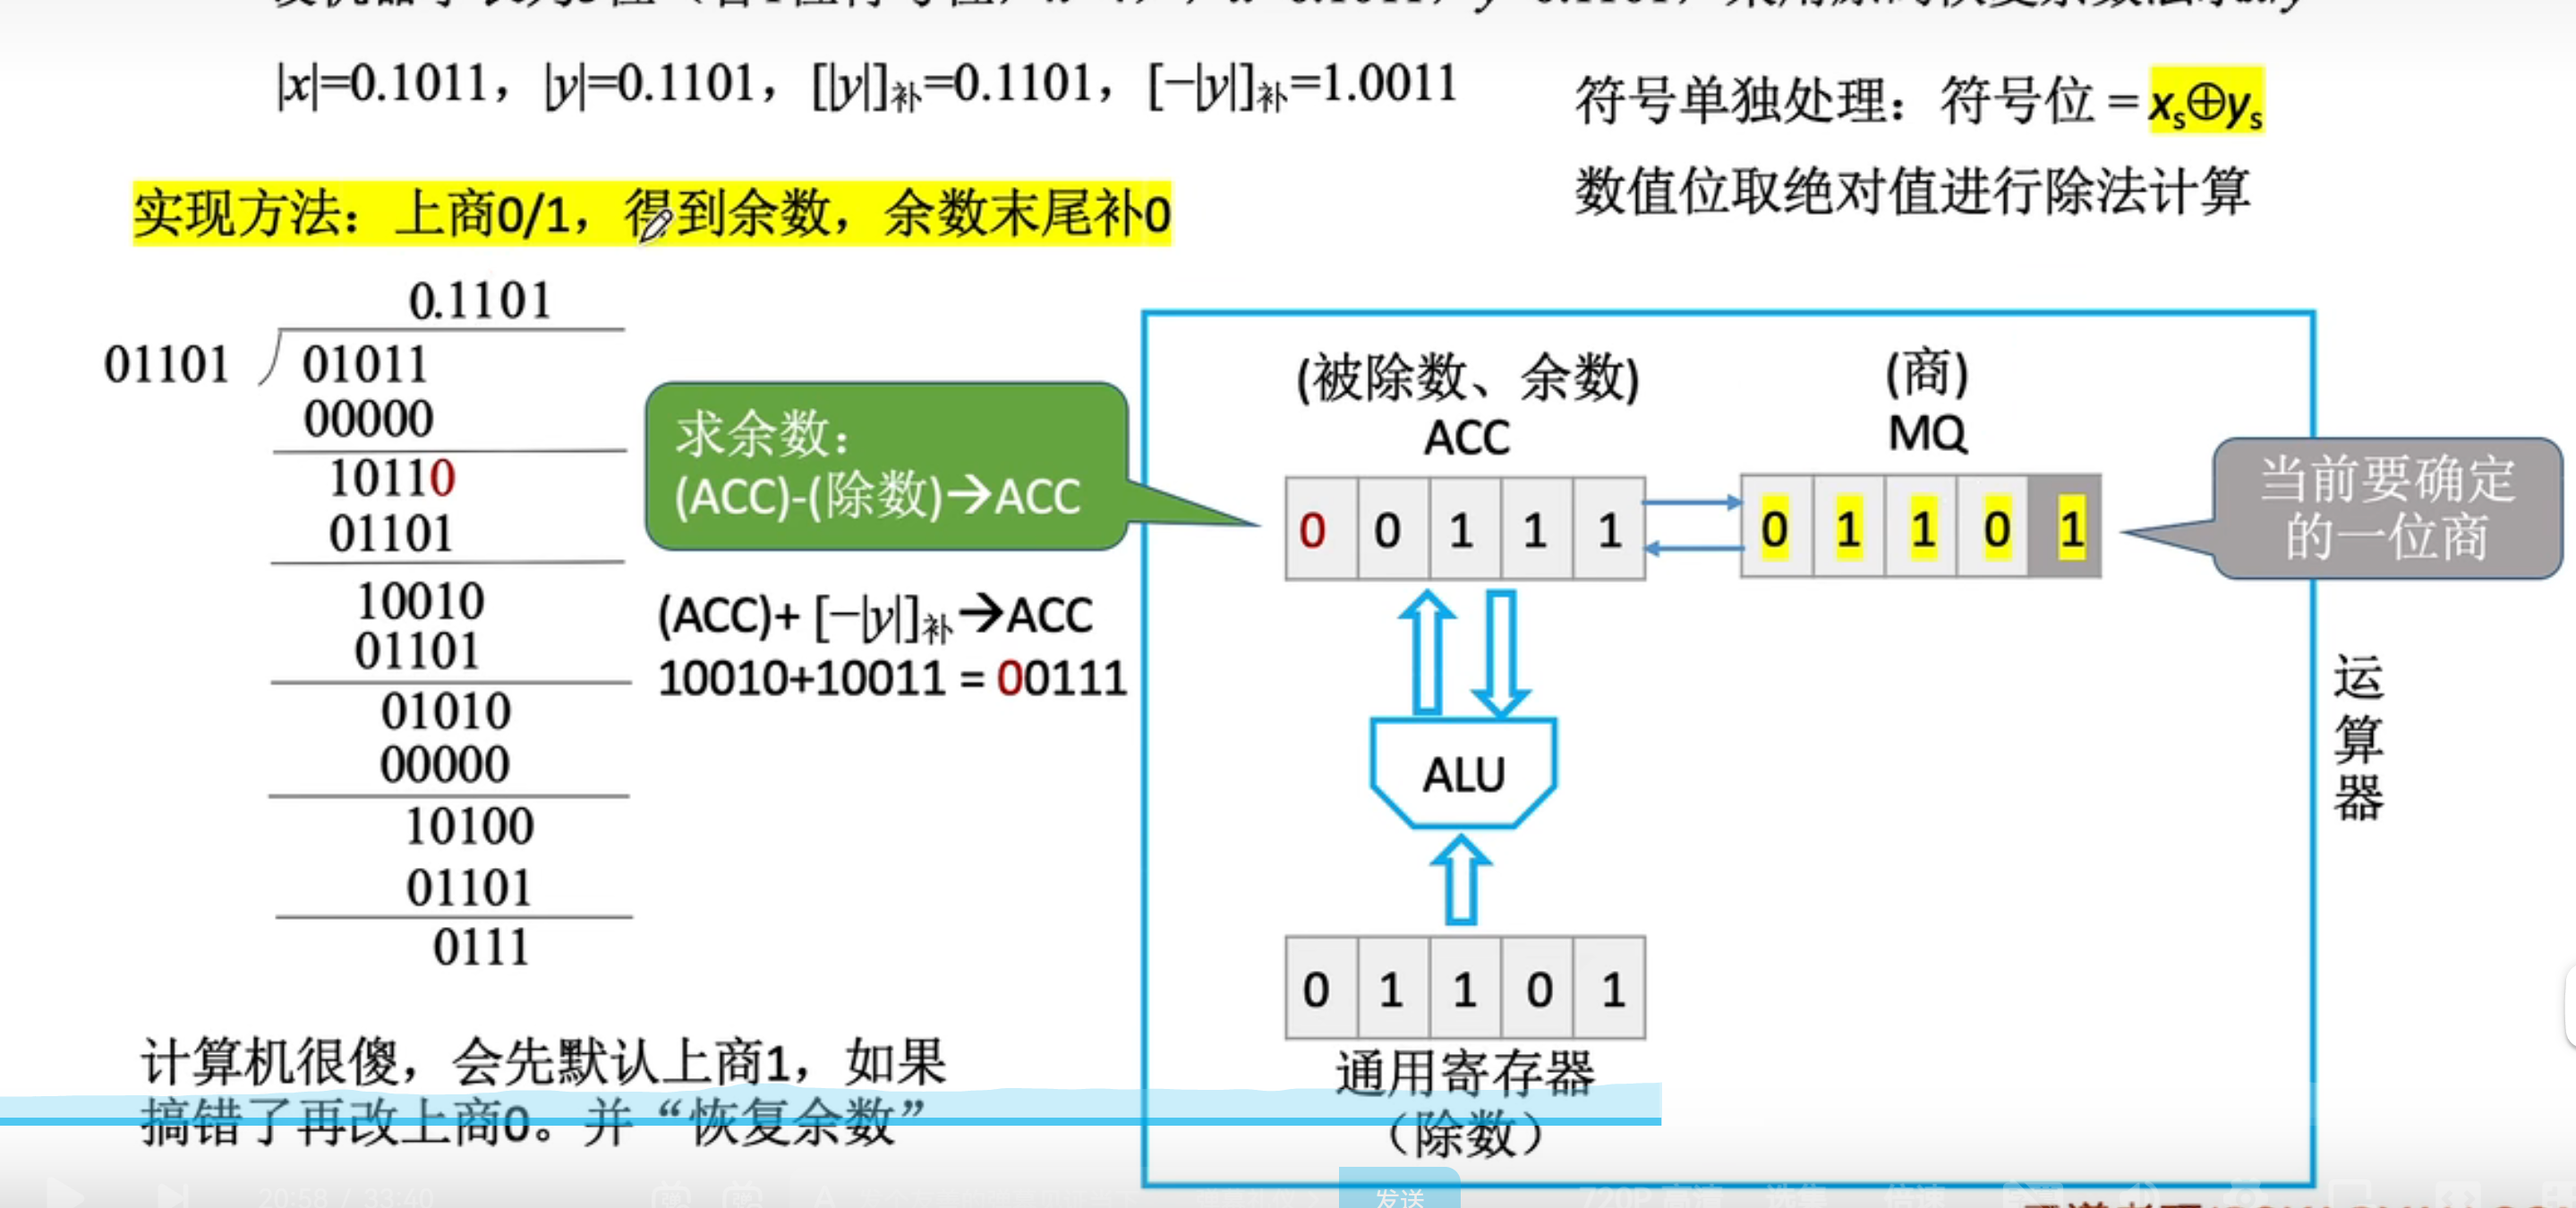 |x|=0.1011，|y|=0.1101，[|y|]补=0.1101，[−|y|]补=1.0011
符号单独处理：符号位 = xs⊕ys
数值位取绝对值进行除法计算
实现方法：上商0/1，得到余数，余数末尾补0
0.1101
01101
01011
00000
10110
01101
10010
01101
01010
00000
10100
01101
0111
求余数：
(ACC)-(除数)→ACC
(ACC)+ [−|y|]补→ACC
10010+10011 = 00111
(被除数、余数)
ACC
(商)
MQ
0 0 1 1 1
0 1 1 0 1
当前要确定
的一位商
ALU
运算器
0 1 1 0 1
通用寄存器
（除数）
计算机很傻，会先默认上商1，如果
搞错了再改上商0。并“恢复余数”
20:58 / 33:40
发送
720P 高清
选集
倍速